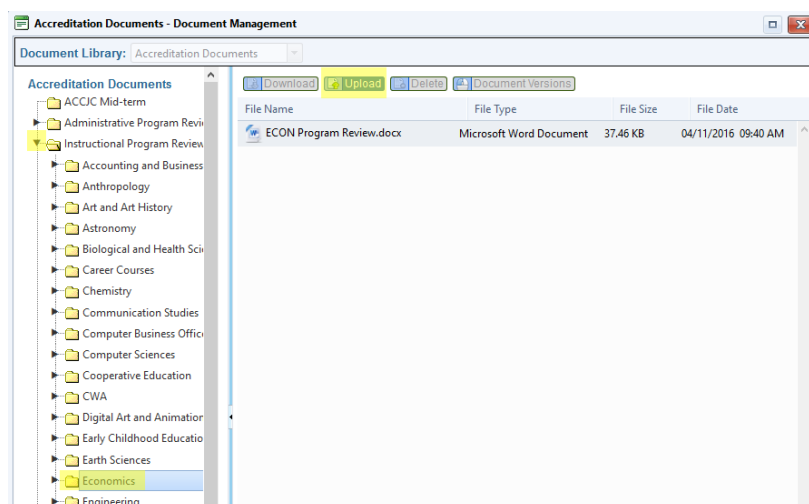 Accreditation Documents - Document Management
Document Library: Accreditation Documents
Accreditation Documents
ACCJC Mid-term
Administrative Program Revi
Instructional Program Review
Accounting and Business
Anthropology
Art and Art History
Astronomy
Biological and Health Sci
Career Courses
Chemistry
Communication Studies
Computer Business Offic
Computer Sciences
Cooperative Education
CWA
Digital Art and Animation
Early Childhood Educatio
Earth Sciences
Economics
Engineering
Download Upload Delete Document Versions
File Name File Type File Size File Date
ECON Program Review.docx Microsoft Word Document 37.46 KB 04/11/2016 09:40 AM